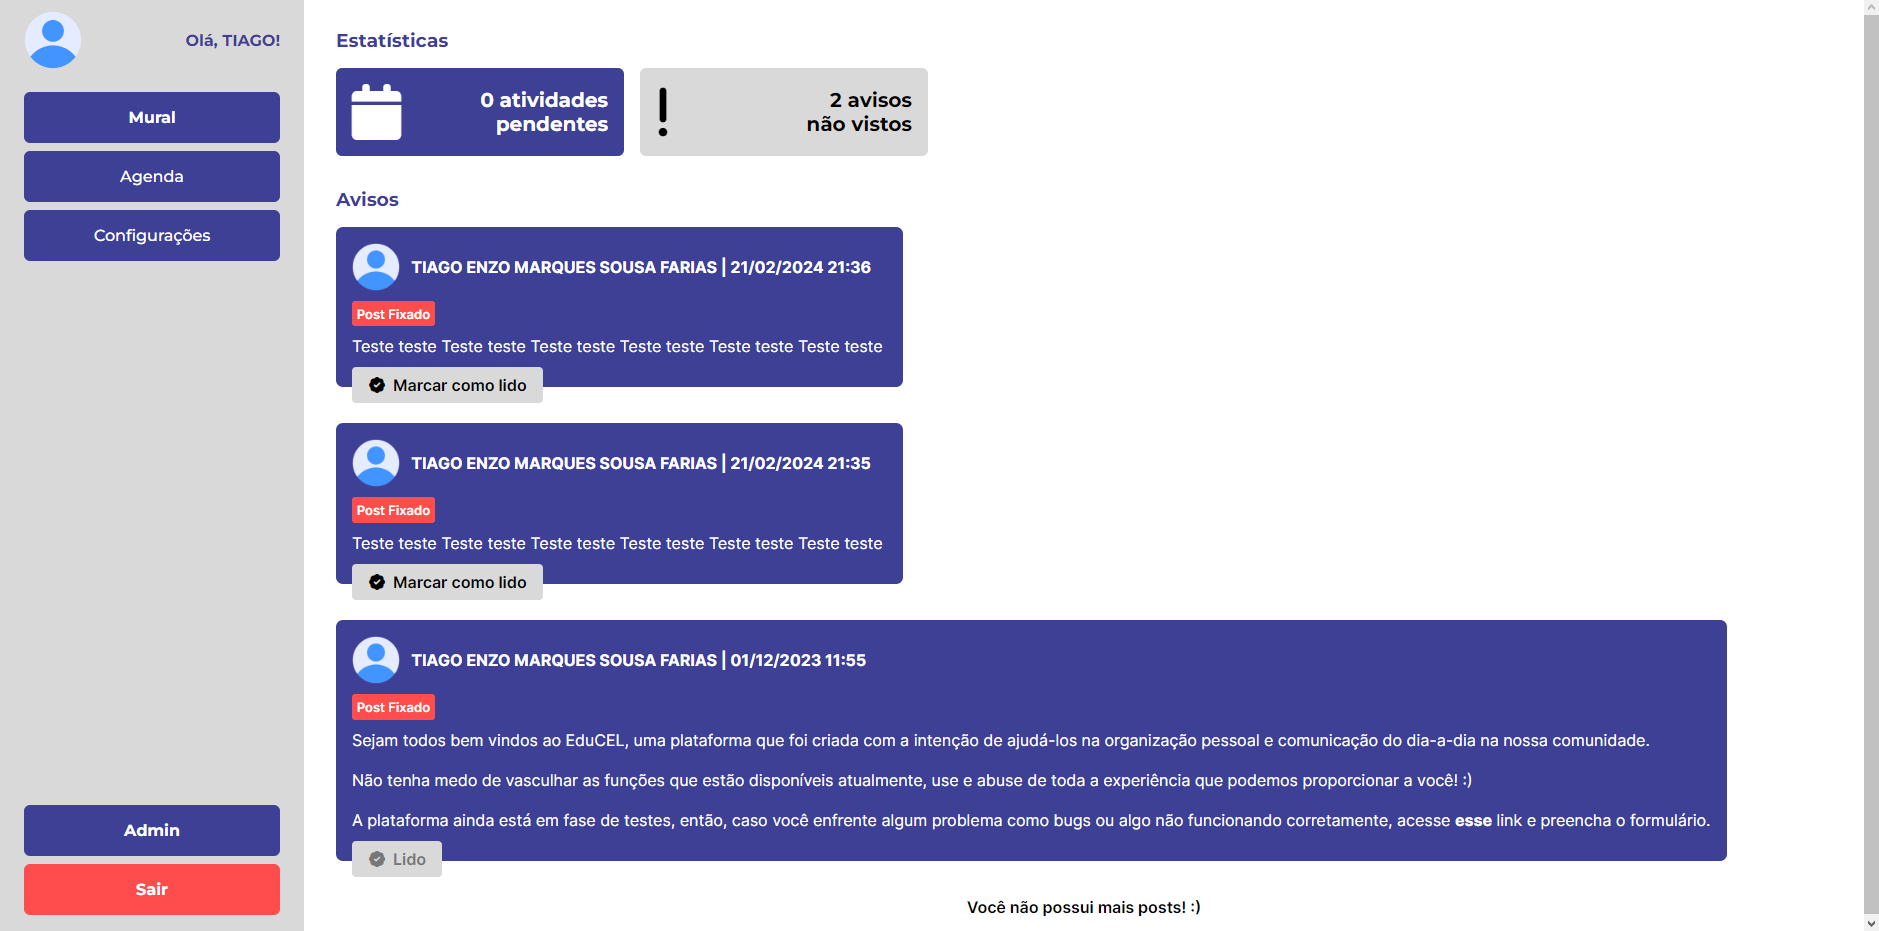 Olá, TIAGO!
Mural
Agenda
Configurações
Admin
Sair
Estatísticas
0 atividades
pendentes
2 avisos
não vistos
Avisos
TIAGO ENZO MARQUES SOUSA FARIAS | 21/02/2024 21:36
Post Fixado
Teste teste Teste teste Teste teste Teste teste Teste teste Teste teste
Marcar como lido
TIAGO ENZO MARQUES SOUSA FARIAS | 21/02/2024 21:35
Post Fixado
Teste teste Teste teste Teste teste Teste teste Teste teste Teste teste
Marcar como lido
TIAGO ENZO MARQUES SOUSA FARIAS | 01/12/2023 11:55
Post Fixado
Sejam todos bem vindos ao EduCEL, uma plataforma que foi criada com a intenção de ajudá-los na organização pessoal e comunicação do dia-a-dia na nossa comunidade.
Não tenha medo de vasculhar as funções que estão disponíveis atualmente, use e abuse de toda a experiência que podemos proporcionar a você! :)
A plataforma ainda está em fase de testes, então, caso você enfrente algum problema como bugs ou algo não funcionando corretamente, acesse esse link e preencha o formulário.
Lido
Você não possui mais posts! :)